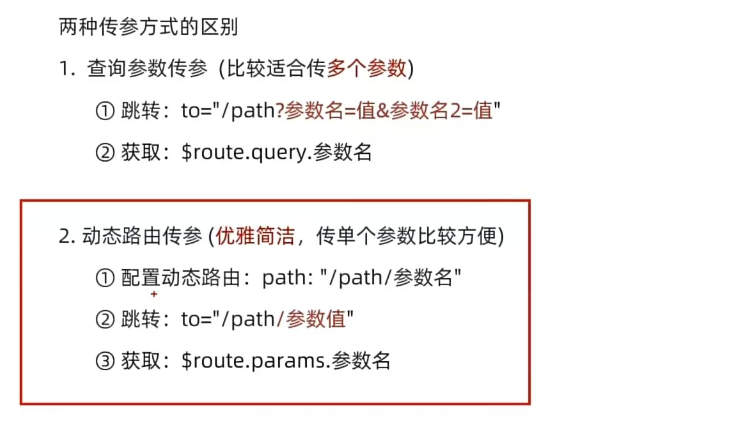 两种传参方式的区别
1. 查询参数传参 (比较适合传多个参数)
① 跳转：to="/path?参数名=值&参数名2=值"
② 获取：$route.query.参数名
2. 动态路由传参 (优雅简洁，传单个参数比较方便)
① 配置动态路由：path: "/path/参数名"
② 跳转：to="/path/参数值"
③ 获取：$route.params.参数名